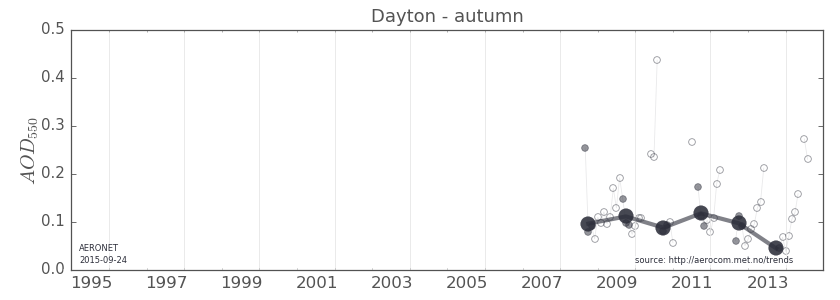 Dayton - autumn
0.5
0.4
0.3
0.2
0.1
0.0
AOD550
AERONET
2015-09-24
source: http://aerocom.met.no/trends
1995 1997 1999 2001 2003 2005 2007 2009 2011 2013